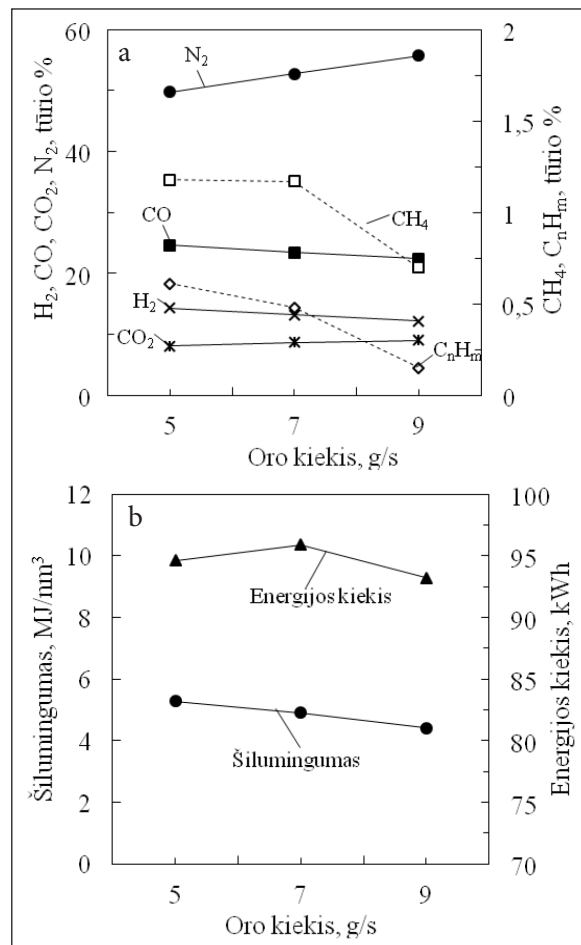 a
H₂, CO, CO₂, N₂, tūrio %
60
40
20
0
N₂
CO
H₂
CO₂
CH₄
CₙHₘ
2
1,5
1
0,5
0
CH₄, CₙHₘ, tūrio %
5 7 9
Oro kiekis, g/s
b
Šilumingumas, MJ/nm³
12
10
8
6
4
2
0
Energijos kiekis
Šilumingumas
100
95
90
85
80
75
70
Energijos kiekis, kWh
5 7 9
Oro kiekis, g/s